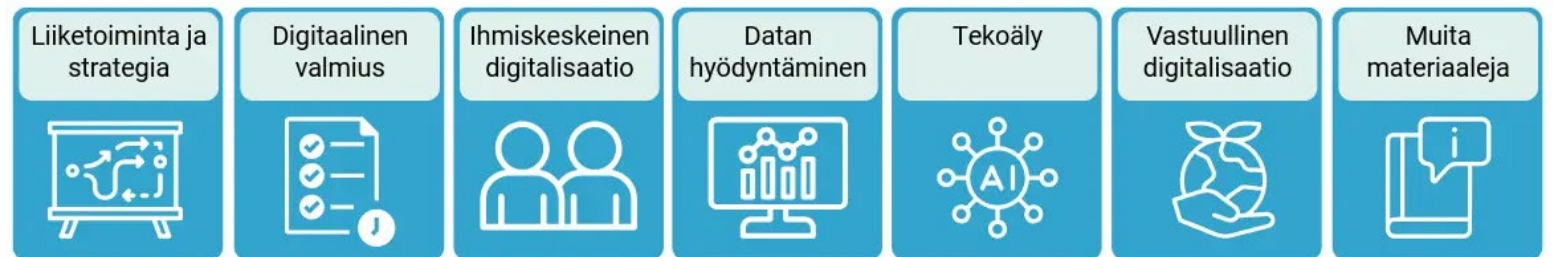 Liiketoiminta ja
strategia
Digitaalinen
valmius
Ihmiskeskeinen
digitalisaatio
Datan
hyödyntäminen
Tekoäly
Vastuullinen
digitalisaatio
Muita
materiaaleja
AI
i